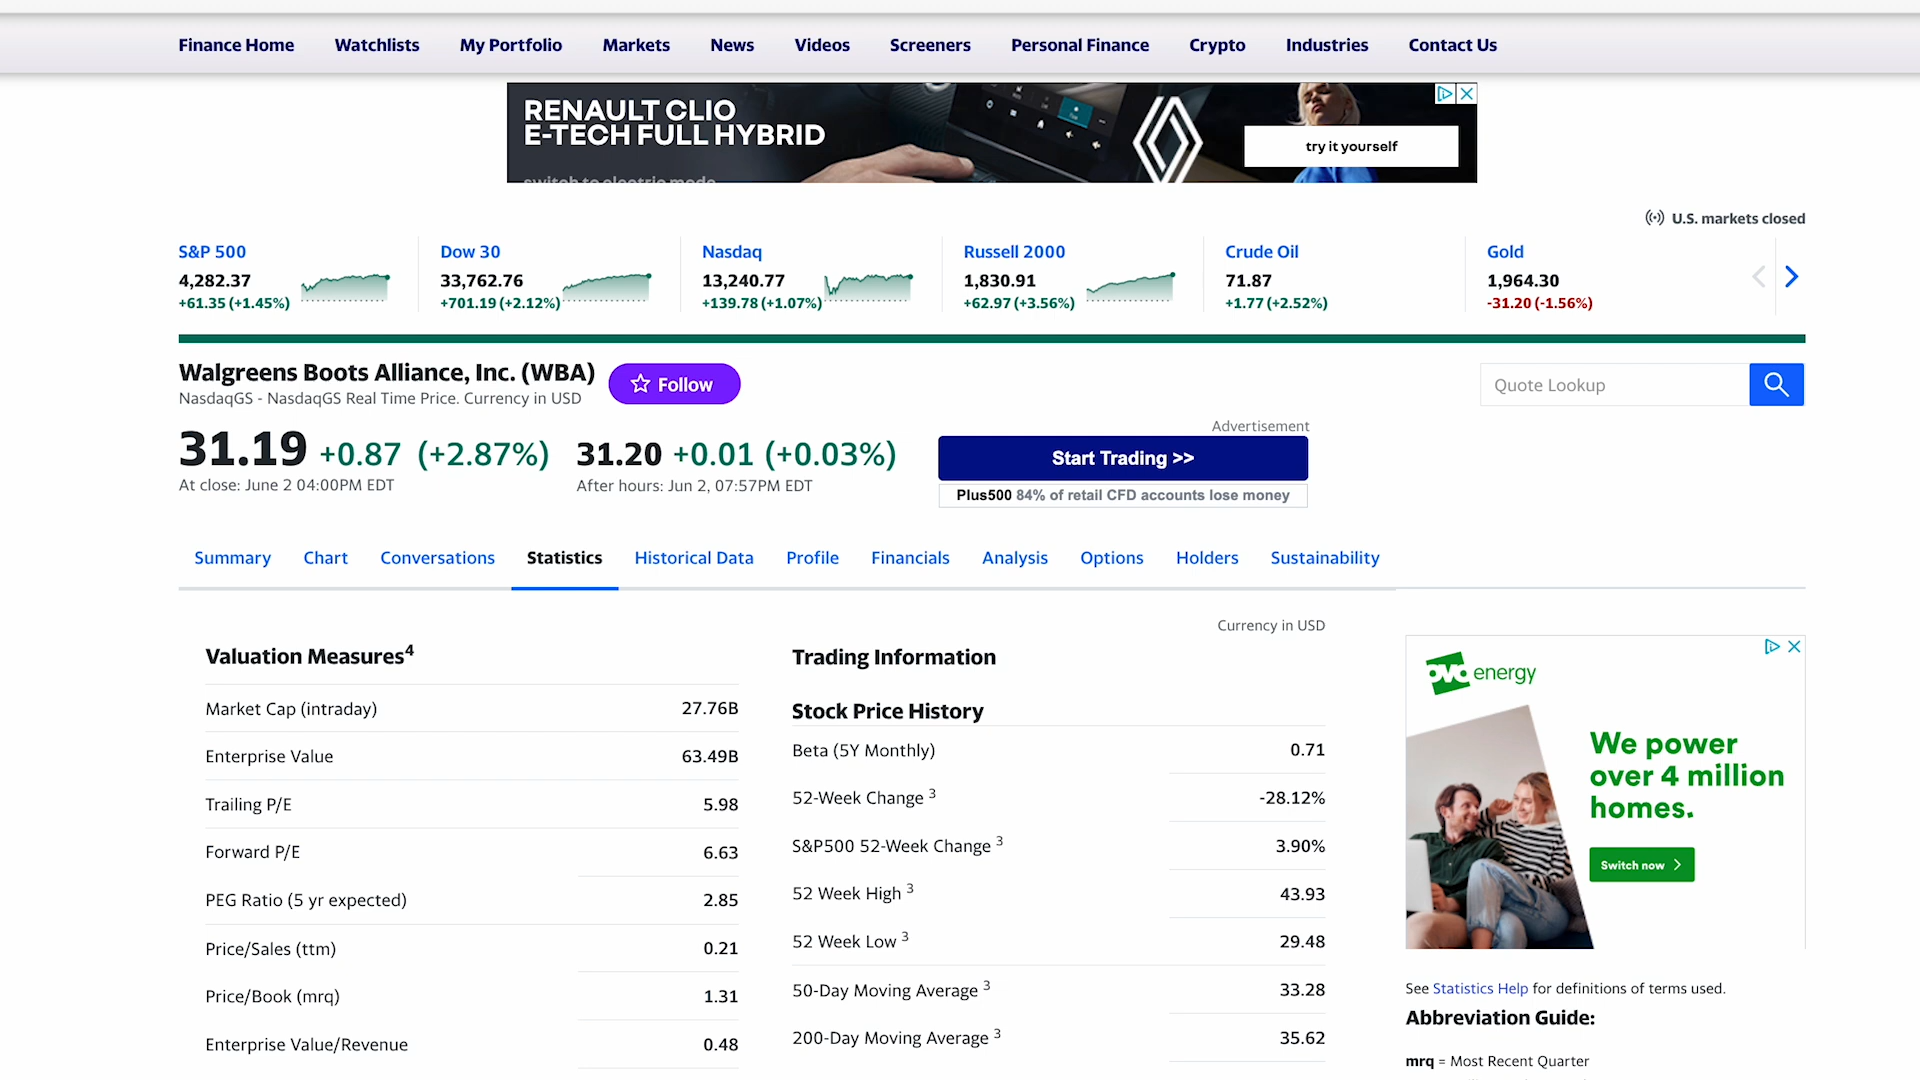 Finance Home Watchlists My Portfolio Markets News Videos Screeners Personal Finance Crypto Industries Contact Us
RENAULT CLIO
E-TECH FULL HYBRID
switch to electric mode
try it yourself
U.S. markets closed
S&P 500
4,282.37
+61.35 (+1.45%)
Dow 30
33,762.76
+701.19 (+2.12%)
Nasdaq
13,240.77
+139.78 (+1.07%)
Russell 2000
1,830.91
+62.97 (+3.56%)
Crude Oil
71.87
+1.77 (+2.52%)
Gold
1,964.30
-31.20 (-1.56%)
Walgreens Boots Alliance, Inc. (WBA)
Follow
NasdaqGS - NasdaqGS Real Time Price. Currency in USD
Quote Lookup
31.19 +0.87 (+2.87%)
At close: June 2 04:00PM EDT
31.20 +0.01 (+0.03%)
After hours: Jun 2, 07:57PM EDT
Advertisement
Start Trading >>
Plus500 84% of retail CFD accounts lose money
Summary Chart Conversations Statistics Historical Data Profile Financials Analysis Options Holders Sustainability
Currency in USD
Valuation Measures4
Market Cap (intraday) 27.76B
Enterprise Value 63.49B
Trailing P/E 5.98
Forward P/E 6.63
PEG Ratio (5 yr expected) 2.85
Price/Sales (ttm) 0.21
Price/Book (mrq) 1.31
Enterprise Value/Revenue 0.48
Trading Information
Stock Price History
Beta (5Y Monthly) 0.71
52-Week Change 3 -28.12%
S&P500 52-Week Change 3 3.90%
52 Week High 3 43.93
52 Week Low 3 29.48
50-Day Moving Average 3 33.28
200-Day Moving Average 3 35.62
ovo energy
We power
over 4 million
homes.
Switch now
See Statistics Help for definitions of terms used.
Abbreviation Guide:
mrq = Most Recent Quarter